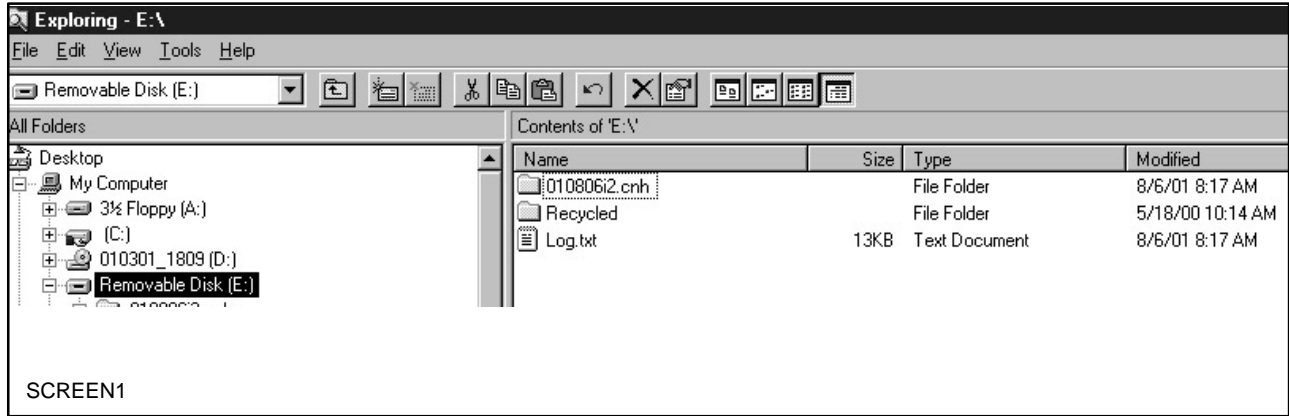 Exploring - E:\
File Edit View Tools Help
Removable Disk (E:)
All Folders
Contents of 'E:\'
Desktop
My Computer
3½ Floppy (A:)
(C:)
010301_1809 (D:)
Removable Disk (E:)
Name Size Type Modified
010806i2.cnh File Folder 8/6/01 8:17 AM
Recycled File Folder 5/18/00 10:14 AM
Log.txt 13KB Text Document 8/6/01 8:17 AM
SCREEN1